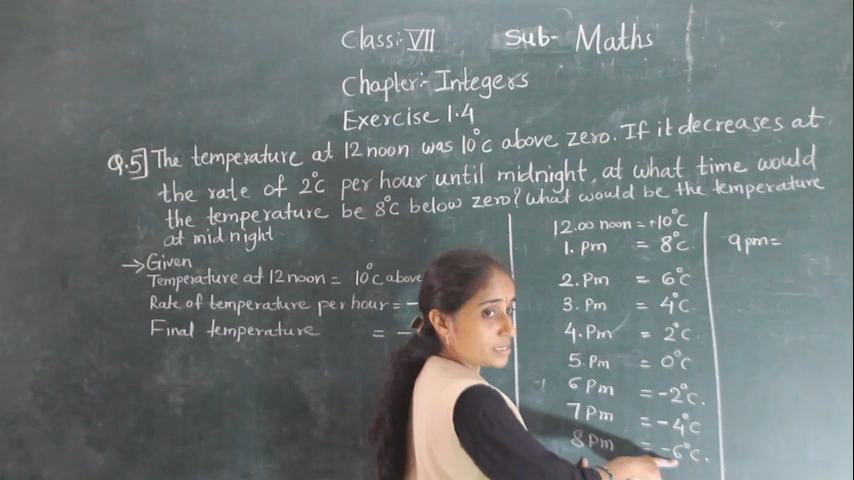 Class:- VII Sub- Maths
Chapter:- Integers
Exercise 1.4
Q.5] The temperature at 12 noon was 10°C above zero. If it decreases at
the rate of 2°C per hour until midnight, at what time would
the temperature be 8°C below zero? What would be the temperature
at mid night
→ Given
Temperature at 12 noon = 10°C above
Rate of temperature per hour = -
Final temperature = -
12.00 noon = +10°C
1. Pm = 8°C.
2. Pm = 6°C
3. Pm = 4°C.
4. Pm = 2°C.
5. Pm = 0°C
6 Pm = -2°C.
7 Pm = -4°C
8 Pm = -6°C.
9 pm =